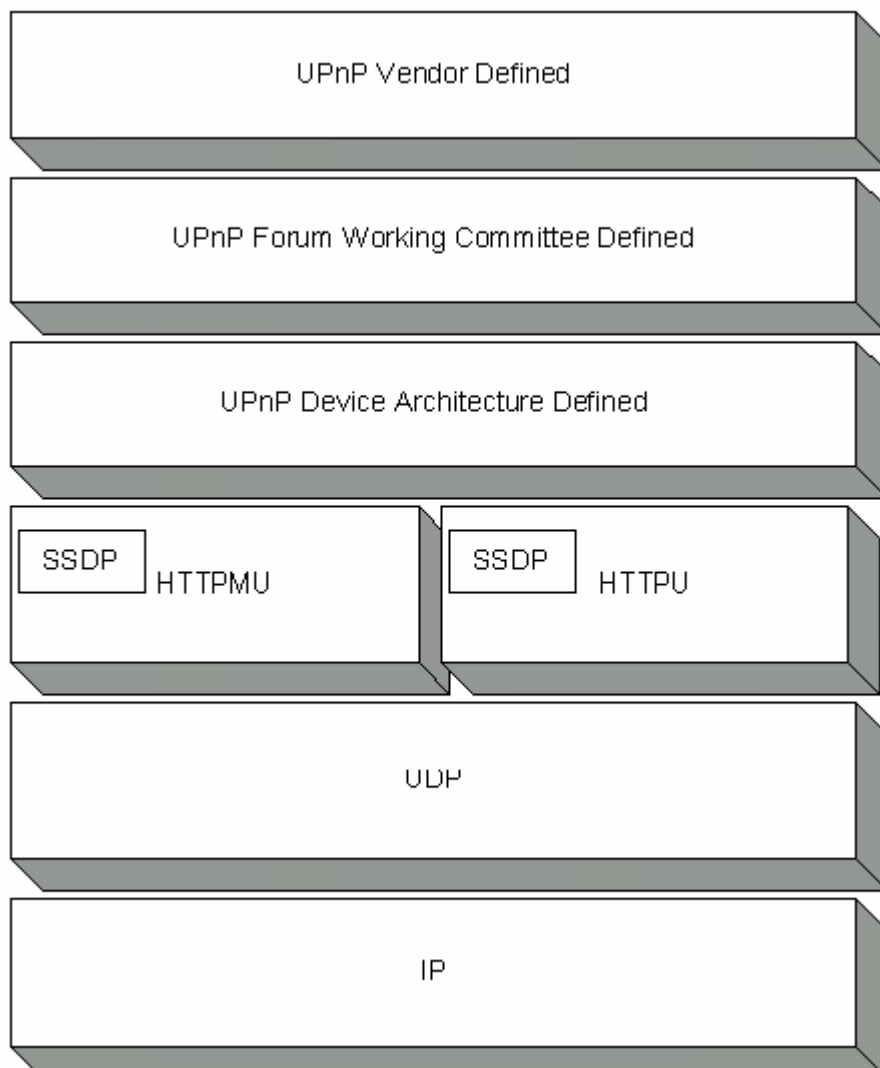 UPnP Vendor Defined
UPnP Forum Working Committee Defined
UPnP Device Architecture Defined
SSDP
HTTPMU
SSDP
HTTPU
UDP
IP